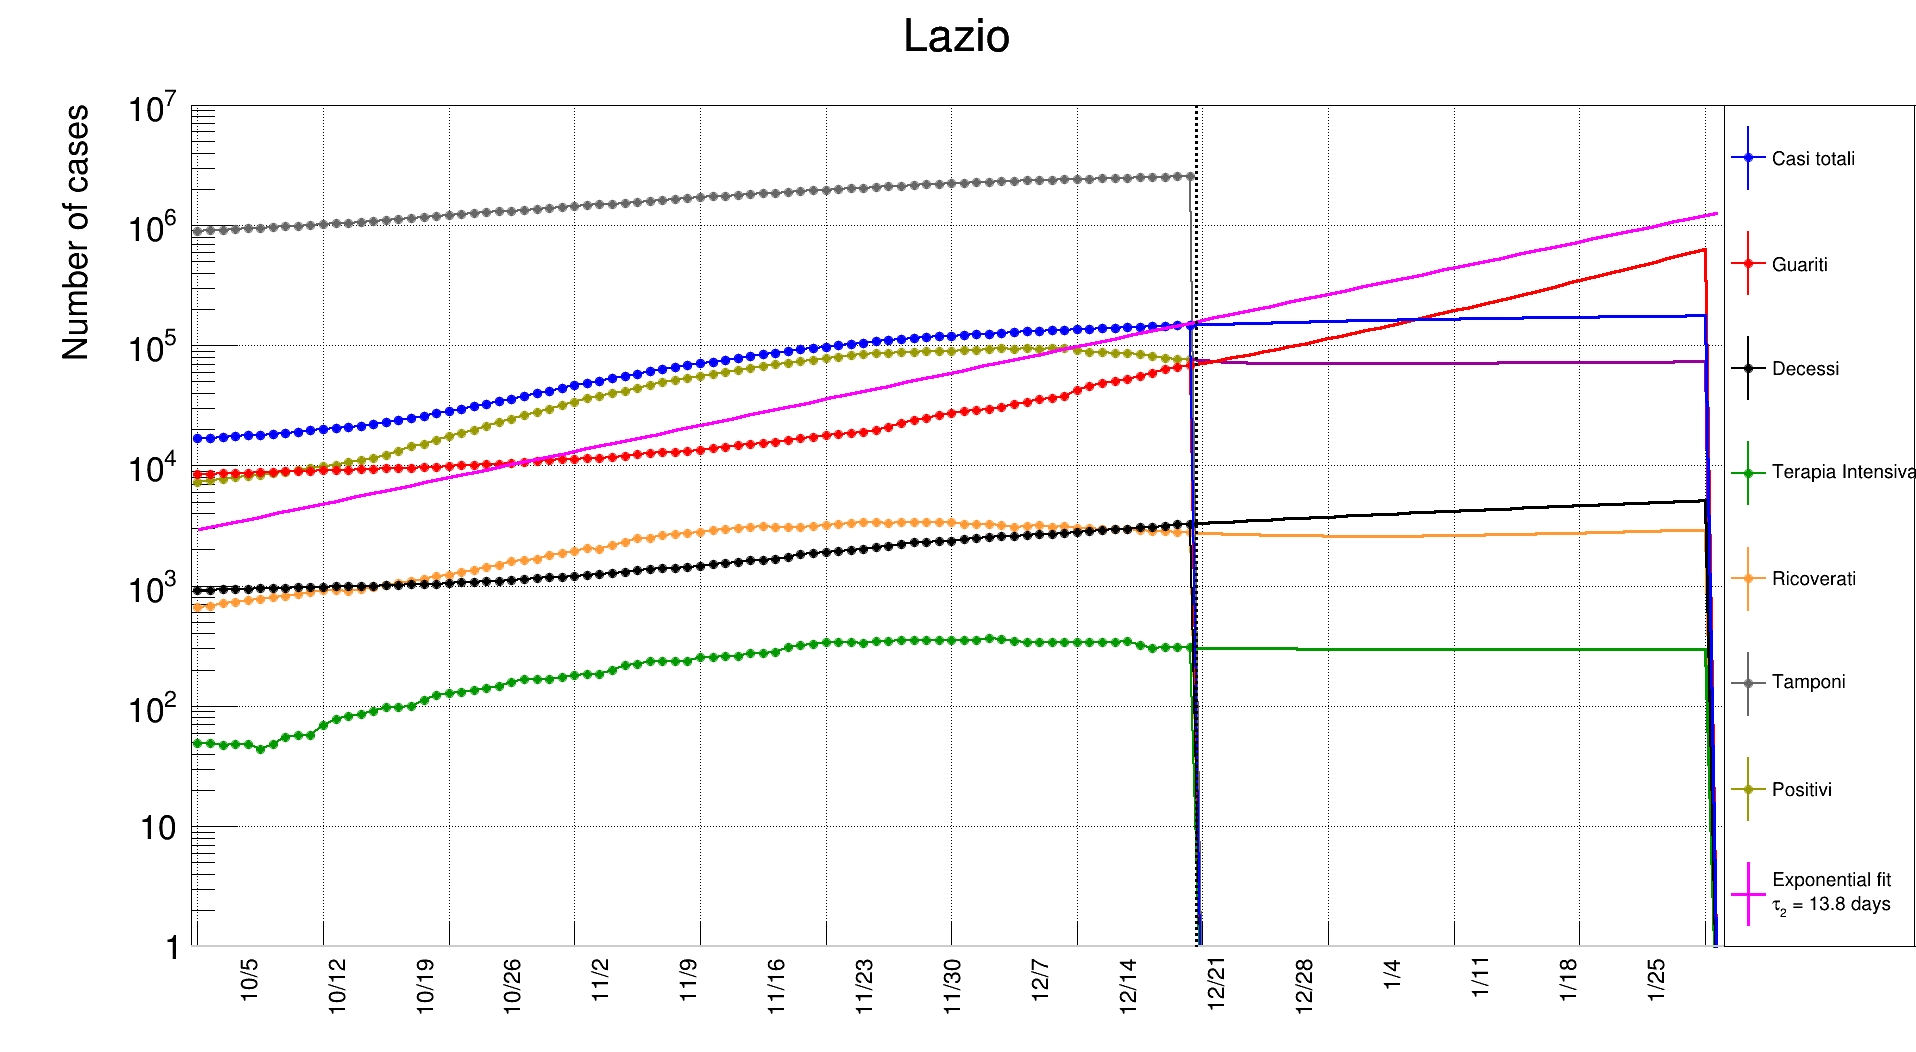 Lazio
Number of cases
10^7
10^6
10^5
10^4
10^3
10^2
10
1
10/5
10/12
10/19
10/26
11/2
11/9
11/16
11/23
11/30
12/7
12/14
12/21
12/28
1/4
1/11
1/18
1/25
Casi totali
Guariti
Decessi
Terapia Intensiva
Ricoverati
Tamponi
Positivi
Exponential fit
τ₂ = 13.8 days